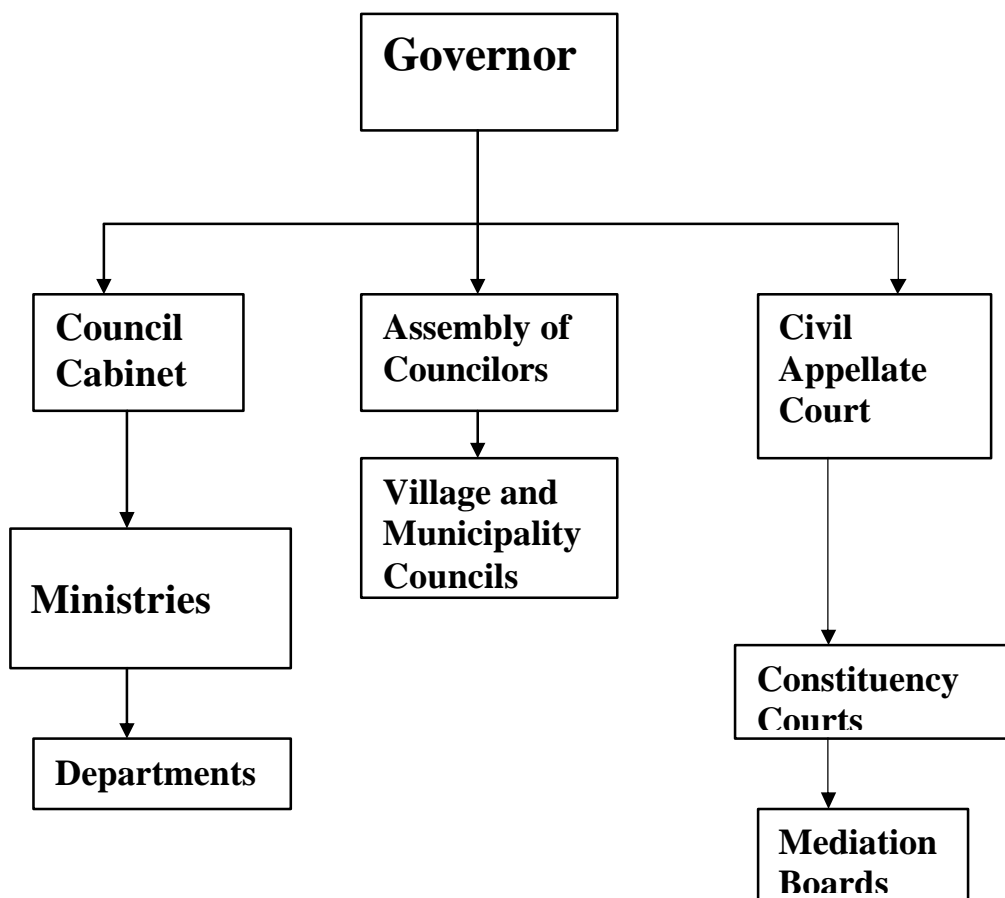 Governor
Council
Cabinet
Assembly of
Councilors
Civil
Appellate
Court
Village and
Municipality
Councils
Ministries
Constituency
Courts
Departments
Mediation
Boards